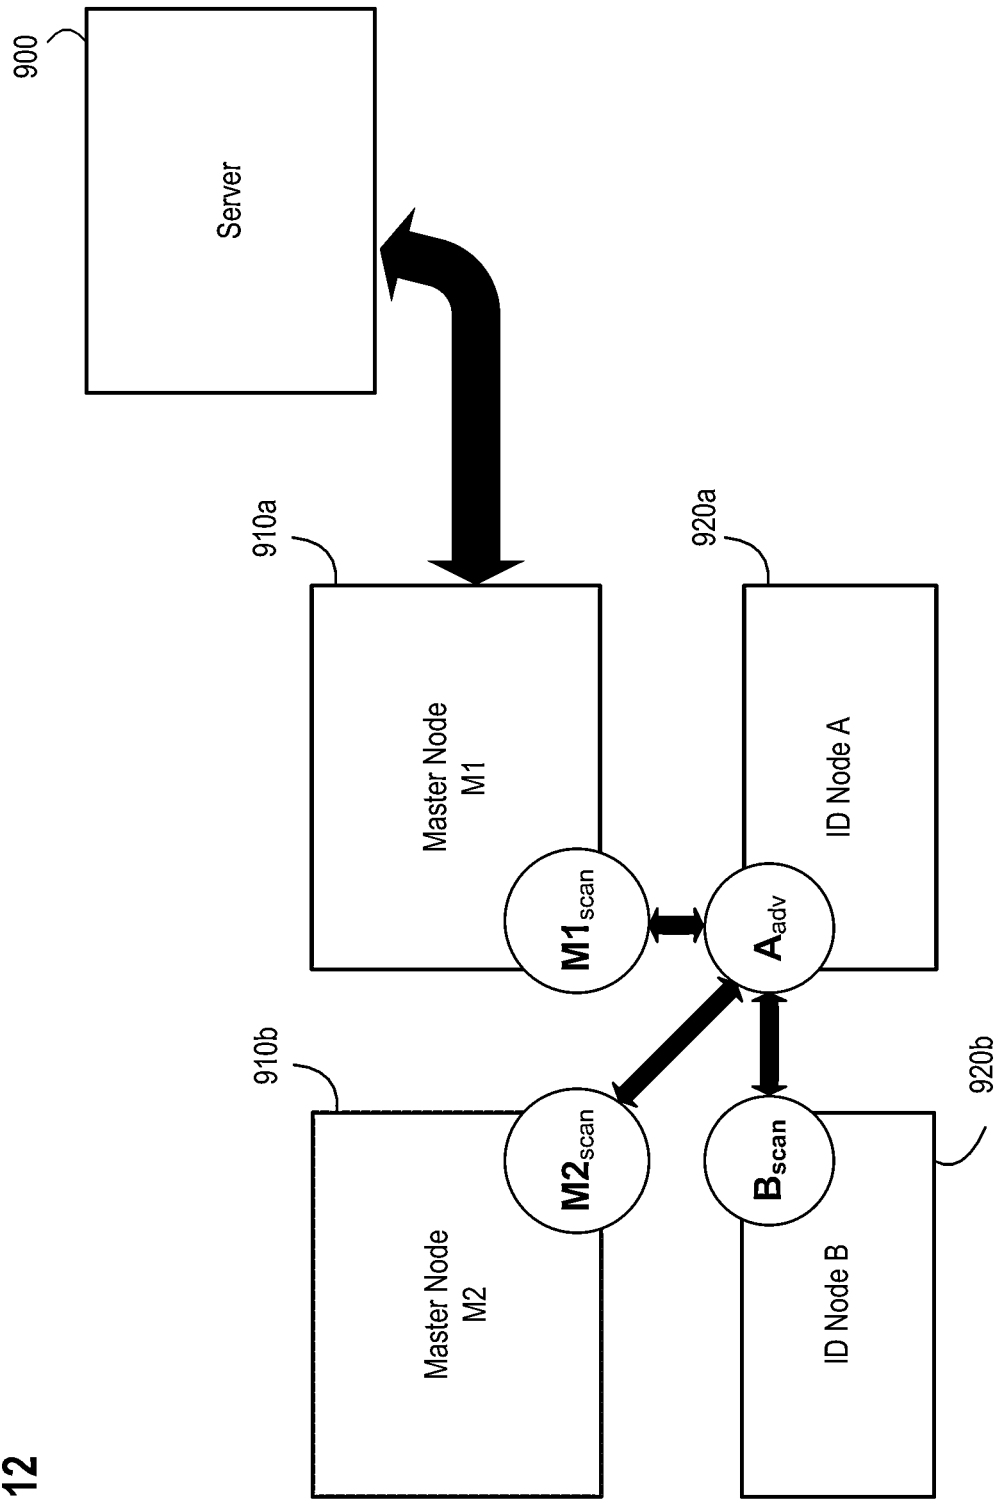 900
Server
910b
910a
Master Node
M2
Master Node
M1
M2scan
M1scan
Bscan
Aadv
920a
ID Node B
ID Node A
920b
12